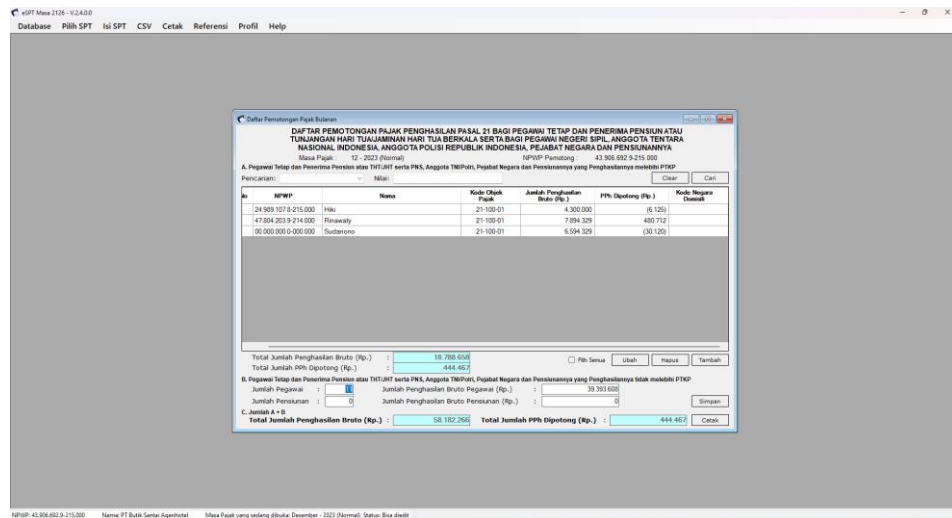 eSPT Masa 2126 - V.2.4.0.0
Database Pilih SPT Isi SPT CSV Cetak Referensi Profil Help
Daftar Pemotongan Pajak Bulanan
DAFTAR PEMOTONGAN PAJAK PENGHASILAN PASAL 21 BAGI PEGAWAI TETAP DAN PENERIMA PENSIUN ATAU
TUNJANGAN HARI TUA/JAMINAN HARI TUA BERKALA SERTA BAGI PEGAWAI NEGERI SIPIL, ANGGOTA TENTARA
NASIONAL INDONESIA, ANGGOTA POLISI REPUBLIK INDONESIA, PEJABAT NEGARA DAN PENSIUNANNYA
Masa Pajak : 12 - 2023 (Normal) NPWP Pemotong : 43.906.692.9-215.000
A. Pegawai Tetap dan Penerima Pensiun atau THT/JHT serta PNS, Anggota TNI/Polri, Pejabat Negara dan Pensiunannya yang Penghasilannya melebihi PTKP
Pencarian: Nilai: Clear Cari
No NPWP Nama Kode Objek Pajak Jumlah Penghasilan Bruto (Rp.) PPh Dipotong (Rp.) Kode Negara Domisili
24.989.107.8-215.000 Hiki 21-100-01 4.300.000 (6.125)
47.804.203.9-214.000 Rinawaty 21-100-01 7.894.329 480.712
00.000.000.0-000.000 Sudariono 21-100-01 6.594.329 (30.120)
Total Jumlah Penghasilan Bruto (Rp.) : 18.788.658
Pilih Semua Ubah Hapus Tambah
Total Jumlah PPh Dipotong (Rp.) : 444.467
B. Pegawai Tetap dan Penerima Pensiun atau THT/JHT serta PNS, Anggota TNI/Polri, Pejabat Negara dan Pensiunannya yang Penghasilannya tidak melebihi PTKP
Jumlah Pegawai : 11 Jumlah Penghasilan Bruto Pegawai (Rp.) : 39.393.608
Jumlah Pensiunan : 0 Jumlah Penghasilan Bruto Pensiunan (Rp.) : 0 Simpan
C. Jumlah A + B
Total Jumlah Penghasilan Bruto (Rp.) : 58.182.266 Total Jumlah PPh Dipotong (Rp.) : 444.467 Cetak
NPWP: 43.906.692.9-215.000 Nama: PT Butik Santai Agenhotel Masa Pajak yang sedang dibuka: Desember - 2023 (Normal) Status: Bisa diedit